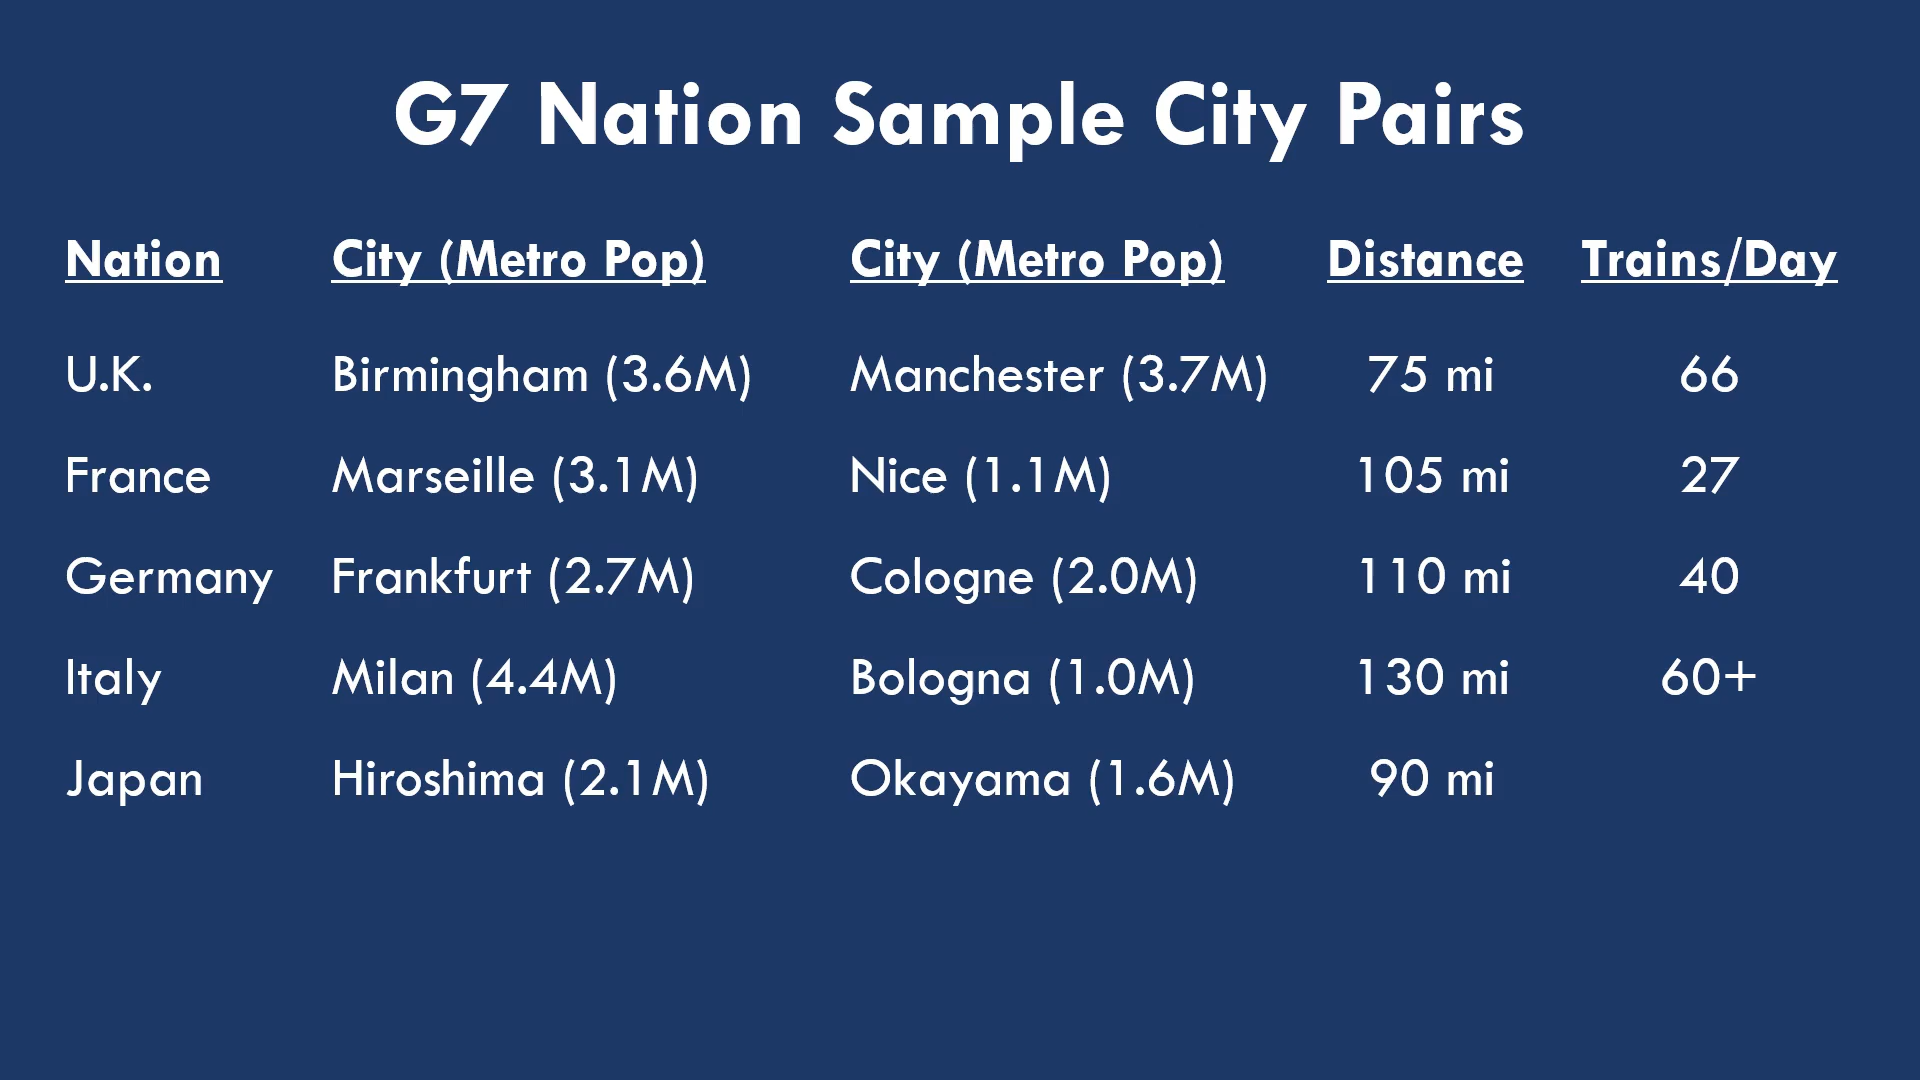 G7 Nation Sample City Pairs
Nation City (Metro Pop) City (Metro Pop) Distance Trains/Day
U.K. Birmingham (3.6M) Manchester (3.7M) 75 mi 66
France Marseille (3.1M) Nice (1.1M) 105 mi 27
Germany Frankfurt (2.7M) Cologne (2.0M) 110 mi 40
Italy Milan (4.4M) Bologna (1.0M) 130 mi 60+
Japan Hiroshima (2.1M) Okayama (1.6M) 90 mi